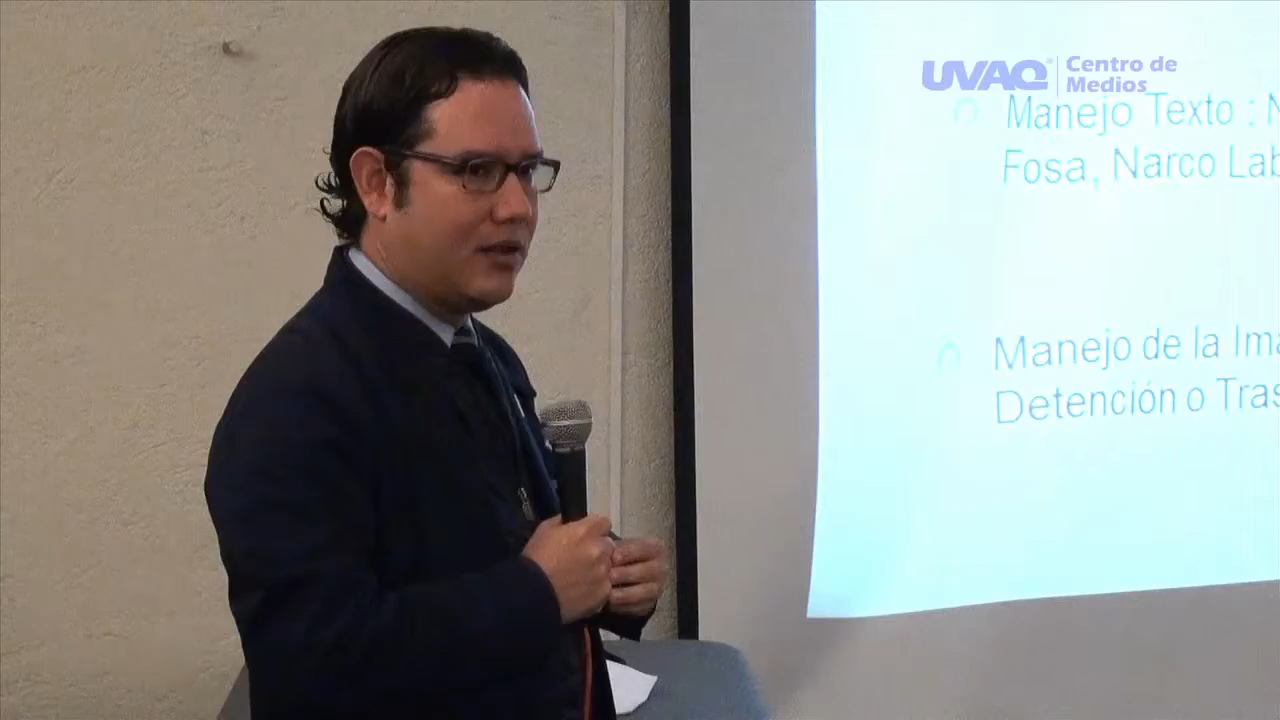 UVAQ
Centro de
Medios
Manejo Texto :
Fosa, Narco
Manejo de la
Detención o